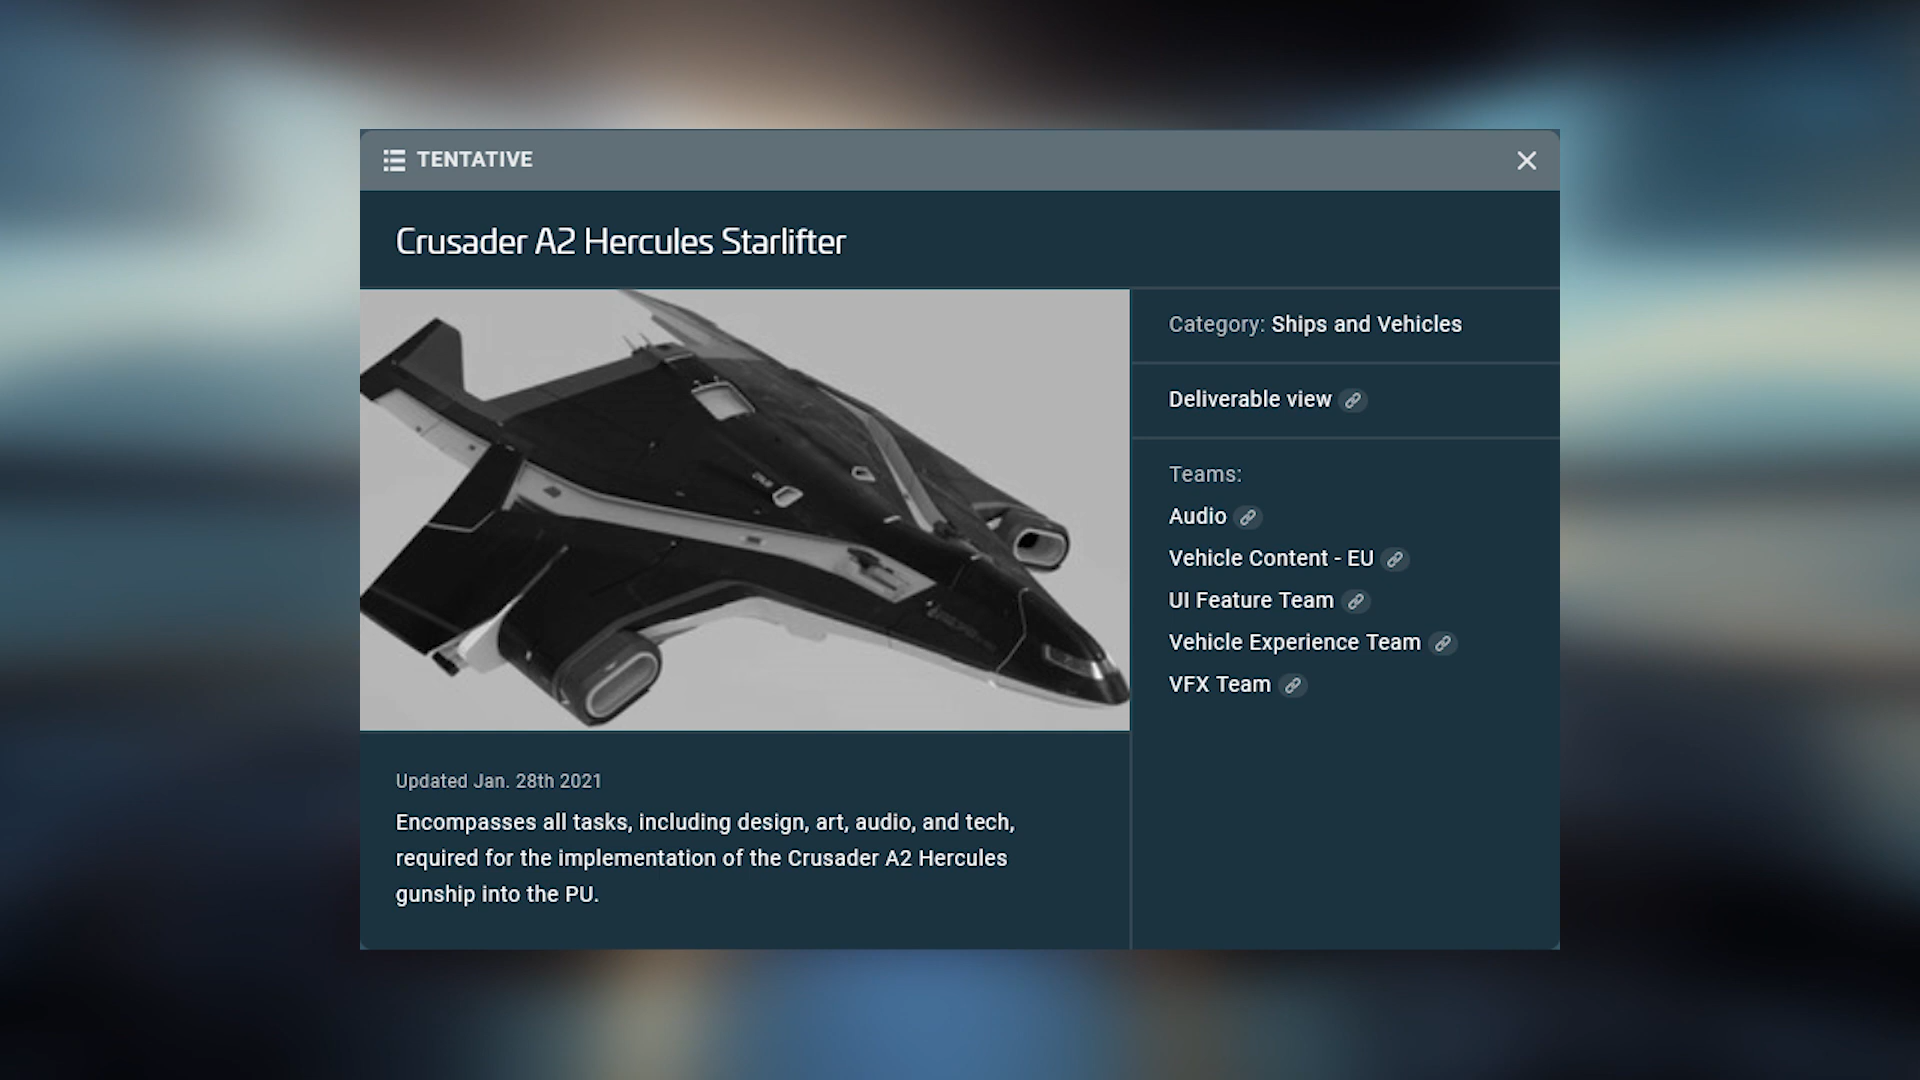 TENTATIVE
Crusader A2 Hercules Starlifter
Category: Ships and Vehicles
Deliverable view
Teams:
Audio
Vehicle Content - EU
UI Feature Team
Vehicle Experience Team
VFX Team
Updated Jan. 28th 2021
Encompasses all tasks, including design, art, audio, and tech,
required for the implementation of the Crusader A2 Hercules
gunship into the PU.